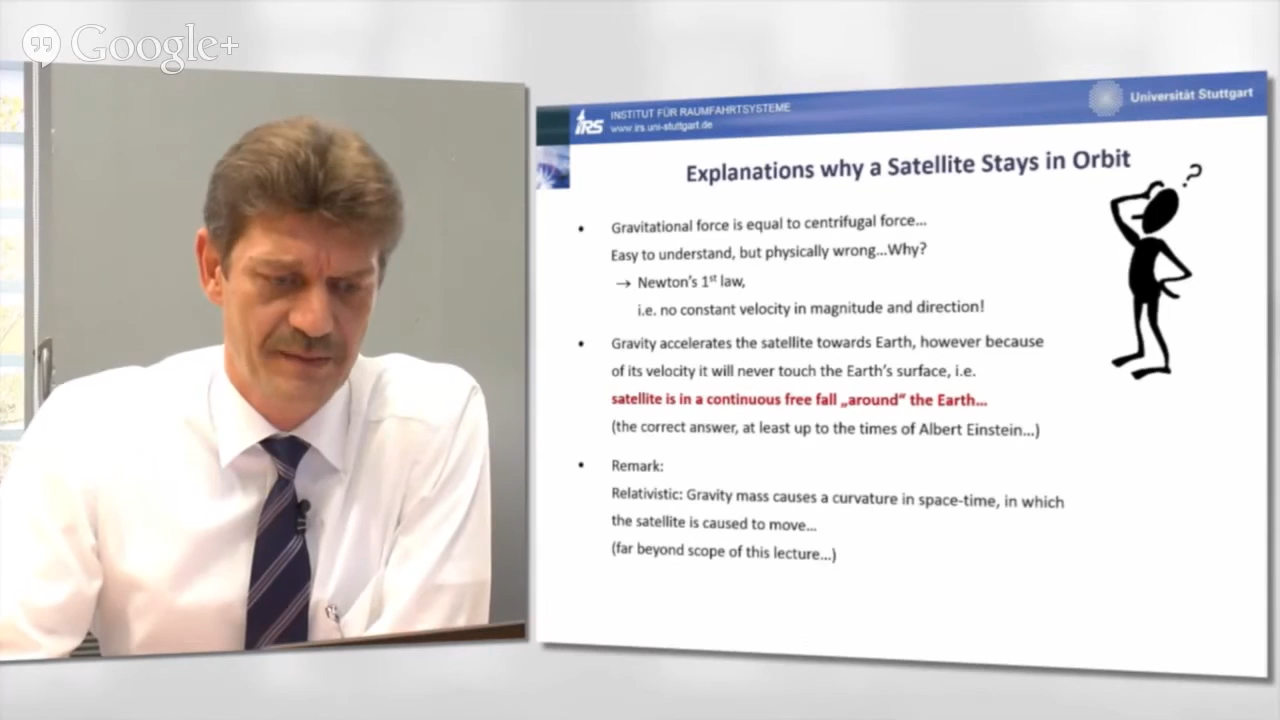 Google+
INSTITUT FÜR RAUMFAHRTSYSTEME
IRS
www.irs.uni-stuttgart.de
Universität Stuttgart
Explanations why a Satellite Stays in Orbit
?
• Gravitational force is equal to centrifugal force...
Easy to understand, but physically wrong...Why?
→ Newton's 1st law,
i.e. no constant velocity in magnitude and direction!
• Gravity accelerates the satellite towards Earth, however because
of its velocity it will never touch the Earth's surface, i.e.
satellite is in a continuous free fall „around“ the Earth...
(the correct answer, at least up to the times of Albert Einstein...)
• Remark:
Relativistic: Gravity mass causes a curvature in space-time, in which
the satellite is caused to move...
(far beyond scope of this lecture...)